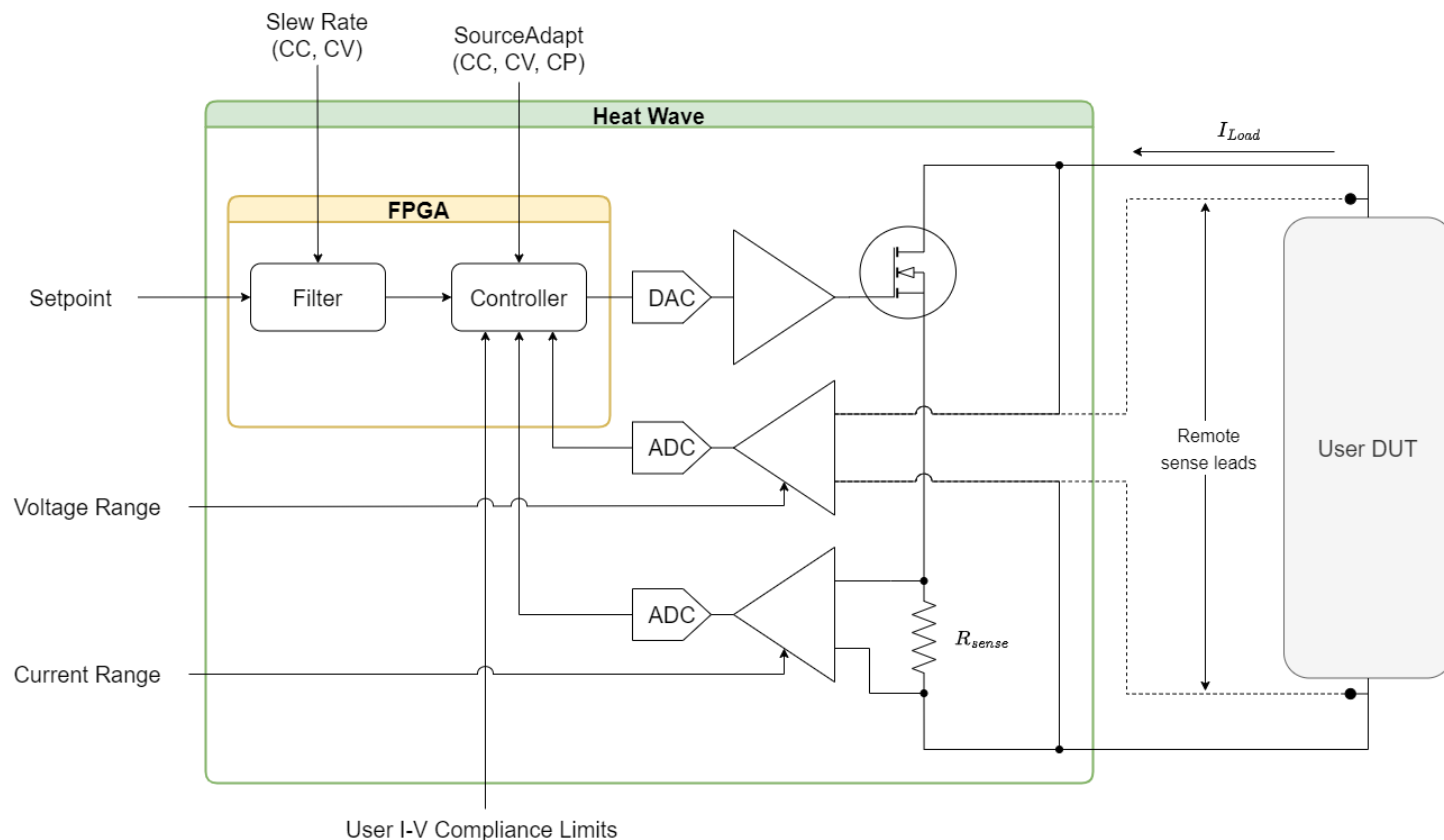 Slew Rate
(CC, CV)
SourceAdapt
(CC, CV, CP)
Heat Wave
I_Load
FPGA
Setpoint
Filter
Controller
DAC
ADC
Remote
sense leads
User DUT
Voltage Range
ADC
R_sense
Current Range
User I-V Compliance Limits